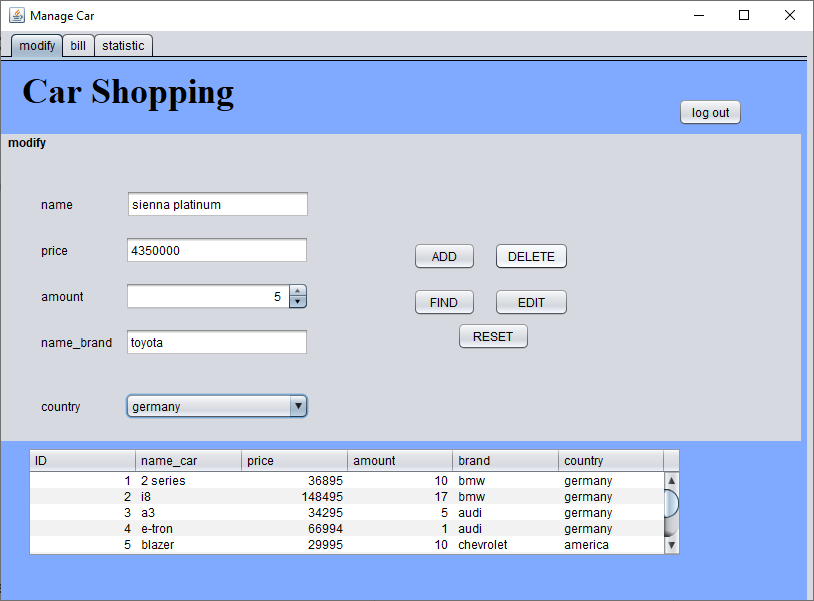 Manage Car
modify bill statistic
Car Shopping
log out
modify
name sienna platinum
price 4350000
ADD DELETE
amount 5
FIND EDIT
RESET
name_brand toyota
country germany
ID name_car price amount brand country
1 2 series 36895 10 bmw germany
2 i8 148495 17 bmw germany
3 a3 34295 5 audi germany
4 e-tron 66994 1 audi germany
5 blazer 29995 10 chevrolet america